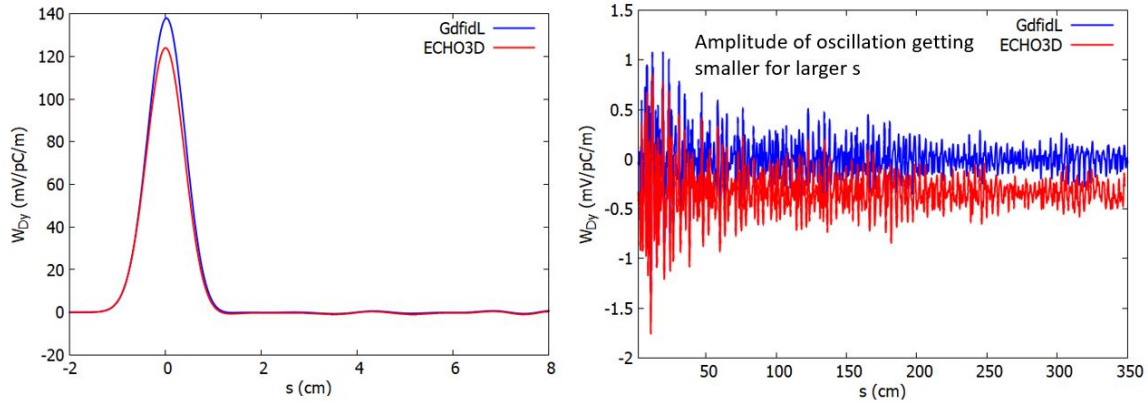 140
120
100
80
60
40
20
0
-20
W_Dy (mV/pC/m)
GdfidL
ECHO3D
-2 0 2 4 6 8
s (cm)
1.5
1
0.5
0
-0.5
-1
-1.5
-2
W_Dy (mV/pC/m)
GdfidL
ECHO3D
Amplitude of oscillation getting
smaller for larger s
50 100 150 200 250 300 350
s (cm)